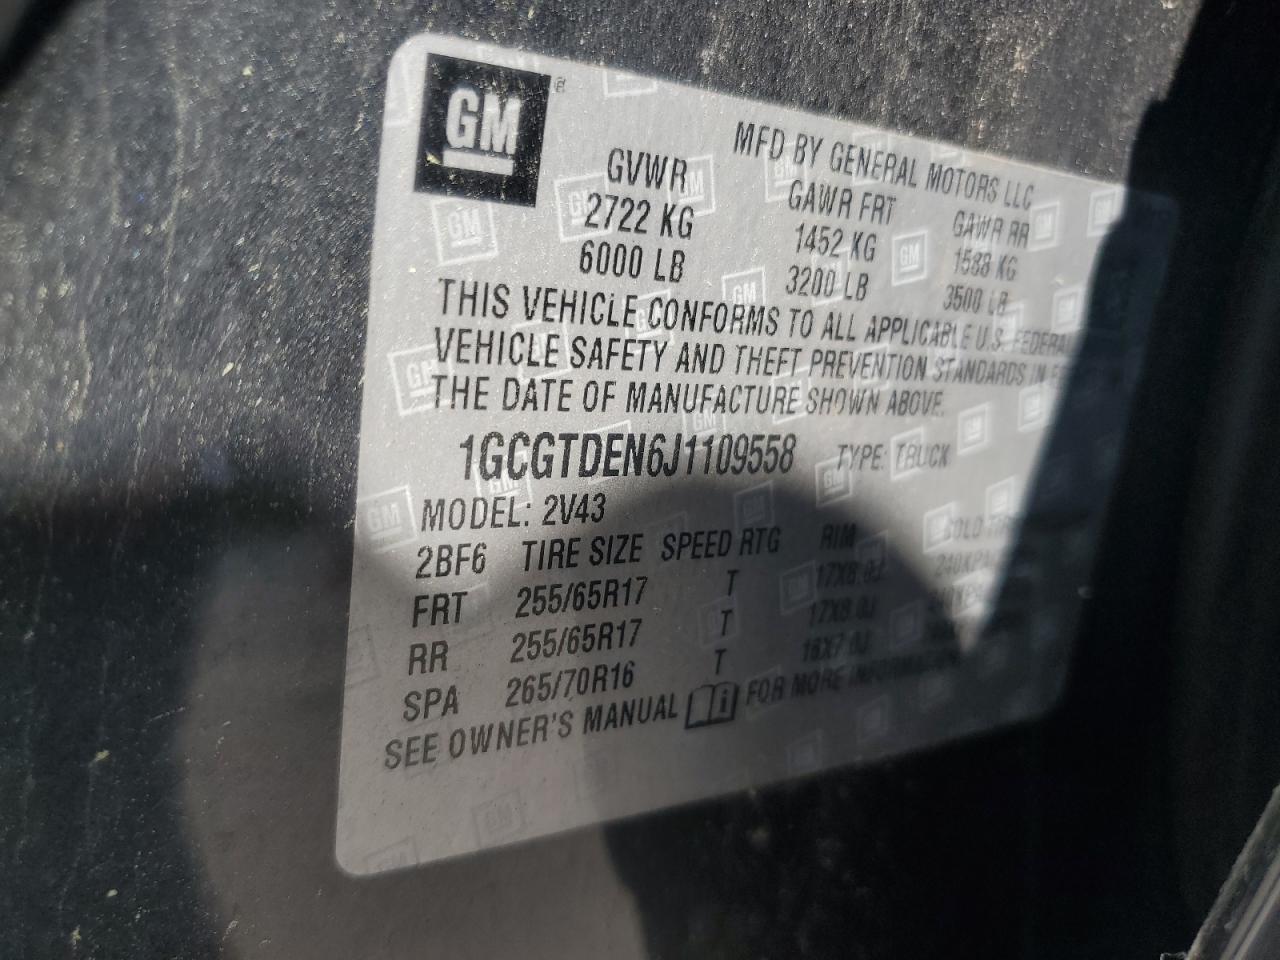 GM
MFD BY GENERAL MOTORS LLC
GVWR GAWR FRT GAWR RR
2722 KG 1452 KG 1588 KG
6000 LB 3200 LB 3500 LB
THIS VEHICLE CONFORMS TO ALL APPLICABLE U.S. FEDERAL
VEHICLE SAFETY AND THEFT PREVENTION STANDARDS IN
THE DATE OF MANUFACTURE SHOWN ABOVE.
1GCGTDEN6J1109558 TYPE: TRUCK
MODEL: 2V43
2BF6 TIRE SIZE SPEED RTG RIM COLD
FRT 255/65R17 T 17X8.0J 240KPA
RR 255/65R17 T 17X8.0J
SPA 265/70R16 T 16X7.0J
SEE OWNER'S MANUAL FOR MORE INFORMATION